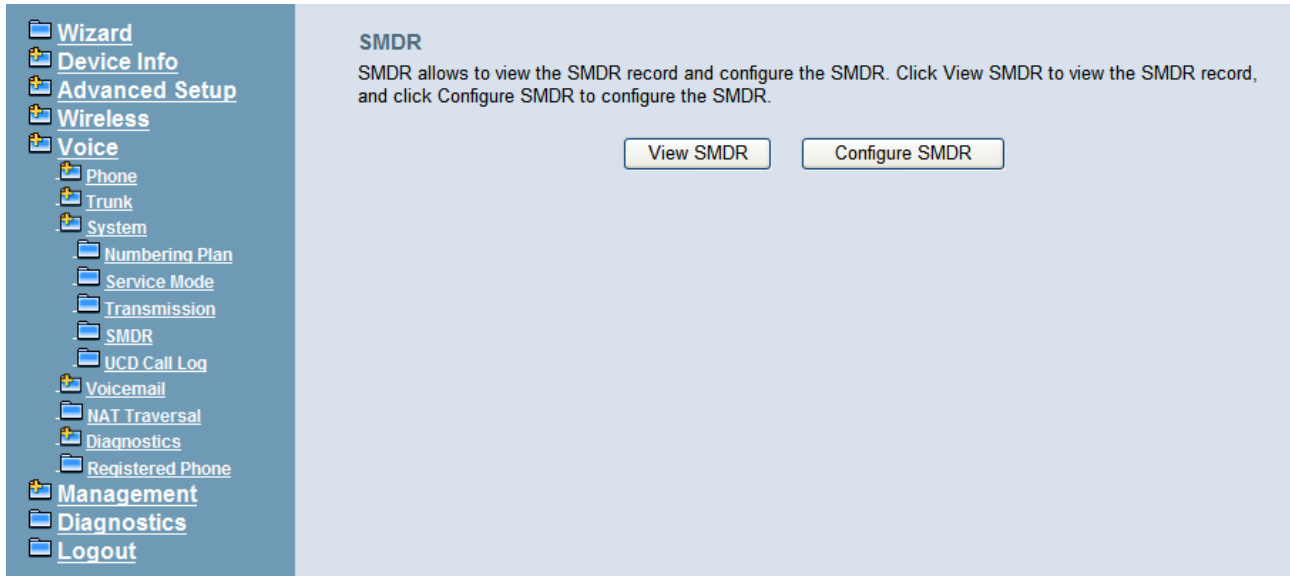 Wizard
Device Info
Advanced Setup
Wireless
Voice
Phone
Trunk
System
Numbering Plan
Service Mode
Transmission
SMDR
UCD Call Log
Voicemail
NAT Traversal
Diagnostics
Registered Phone
Management
Diagnostics
Logout
SMDR
SMDR allows to view the SMDR record and configure the SMDR. Click View SMDR to view the SMDR record,
and click Configure SMDR to configure the SMDR.
View SMDR Configure SMDR